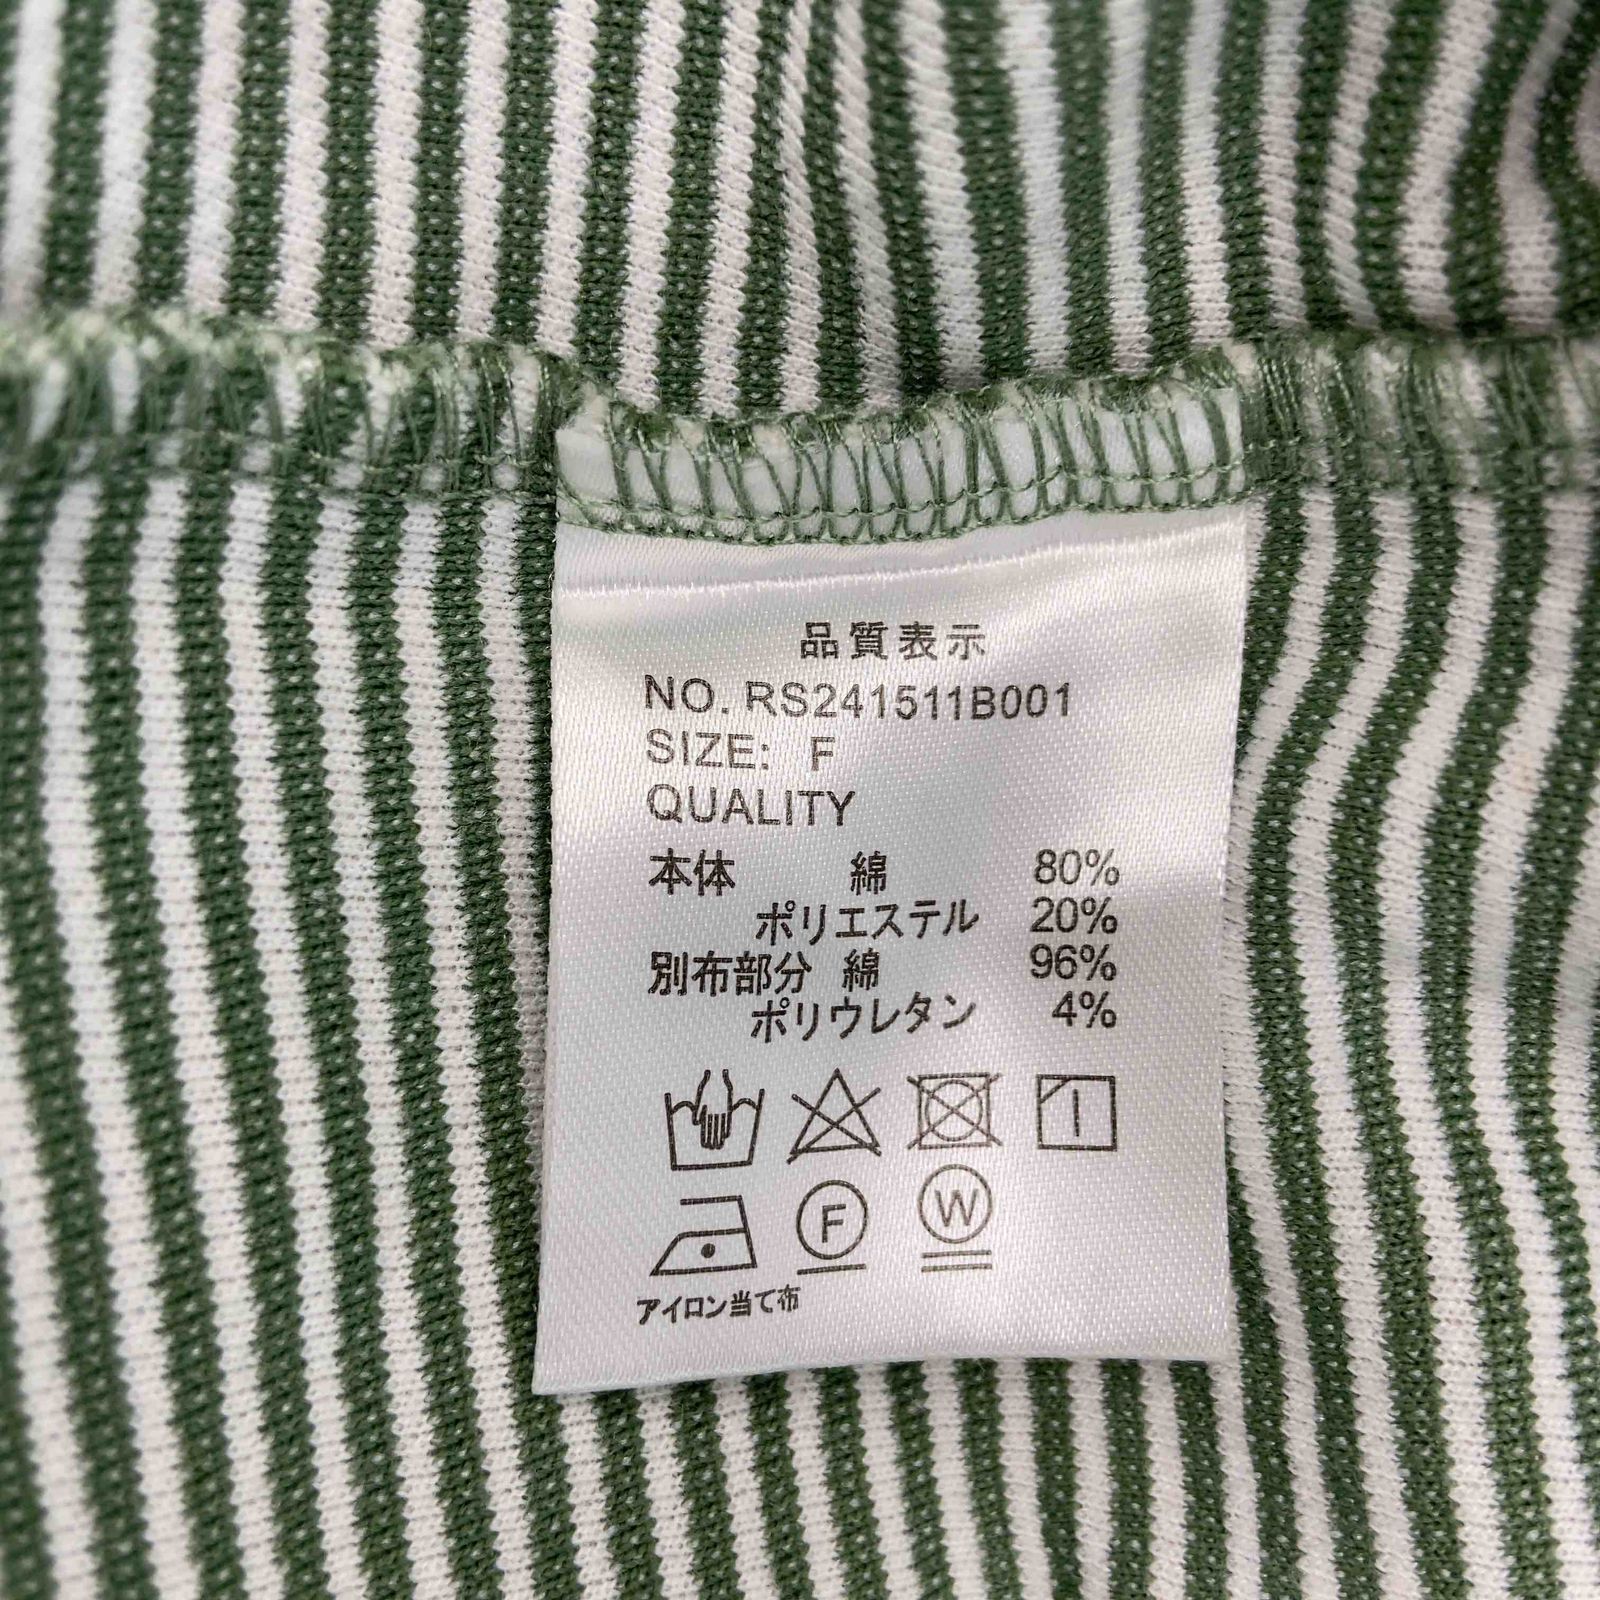 品質表示
NO. RS241511B001
SIZE: F
QUALITY
本体 綿 80%
ポリエステル 20%
別布部分 綿 96%
ポリウレタン 4%
F W
アイロン当て布